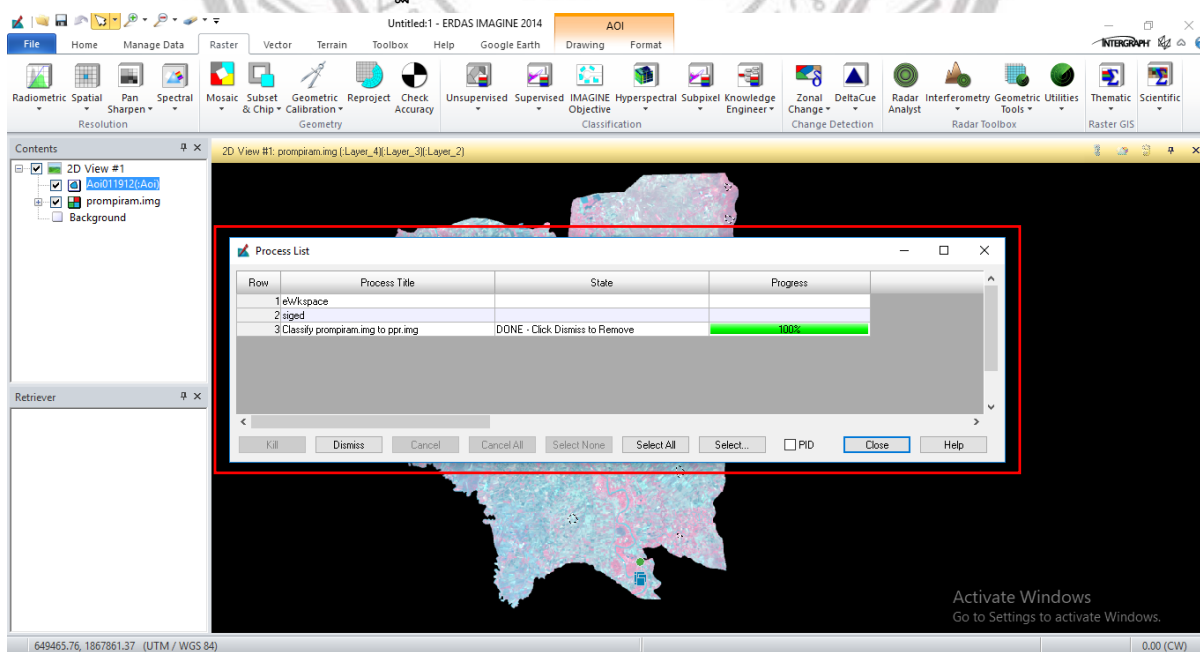 Untitled:1 - ERDAS IMAGINE 2014
AOI
File Home Manage Data Raster Vector Terrain Toolbox Help Google Earth Drawing Format
INTERGRAPH
Radiometric Spatial Pan Sharpen Spectral
Resolution
Mosaic Subset & Chip Geometric Calibration Reproject Check Accuracy
Geometry
Unsupervised Supervised IMAGINE Objective Hyperspectral Subpixel Knowledge Engineer
Classification
Zonal Change DeltaCue
Change Detection
Radar Analyst Interferometry Geometric Tools Utilities
Radar Toolbox
Thematic Scientific
Raster GIS
Contents
2D View #1
Aoi011912(:Aoi)
prompiram.img
Background
Retriever
2D View #1: prompiram.img (:Layer_4)(:Layer_3)(:Layer_2)
Process List
Row Process Title State Progress
1 eWkspace
2 siged
3 Classify prompiram.img to ppr.img DONE - Click Dismiss to Remove 100%
Kill Dismiss Cancel Cancel All Select None Select All Select... PID Close Help
Activate Windows
Go to Settings to activate Windows.
649465.76, 1867861.37 (UTM / WGS 84)
0.00 (CW)